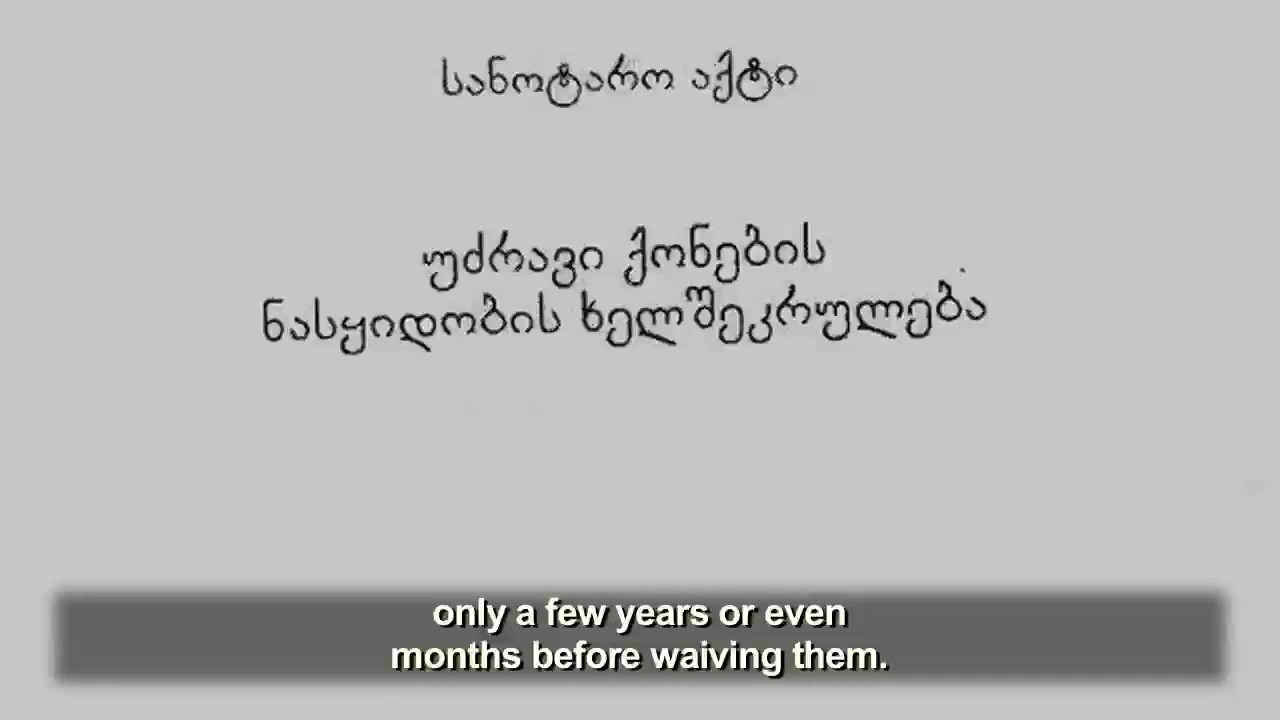 სანოტარო აქტი
უძრავი ქონების
ნასყიდობის ხელშეკრულება
only a few years or even
months before waiving them.